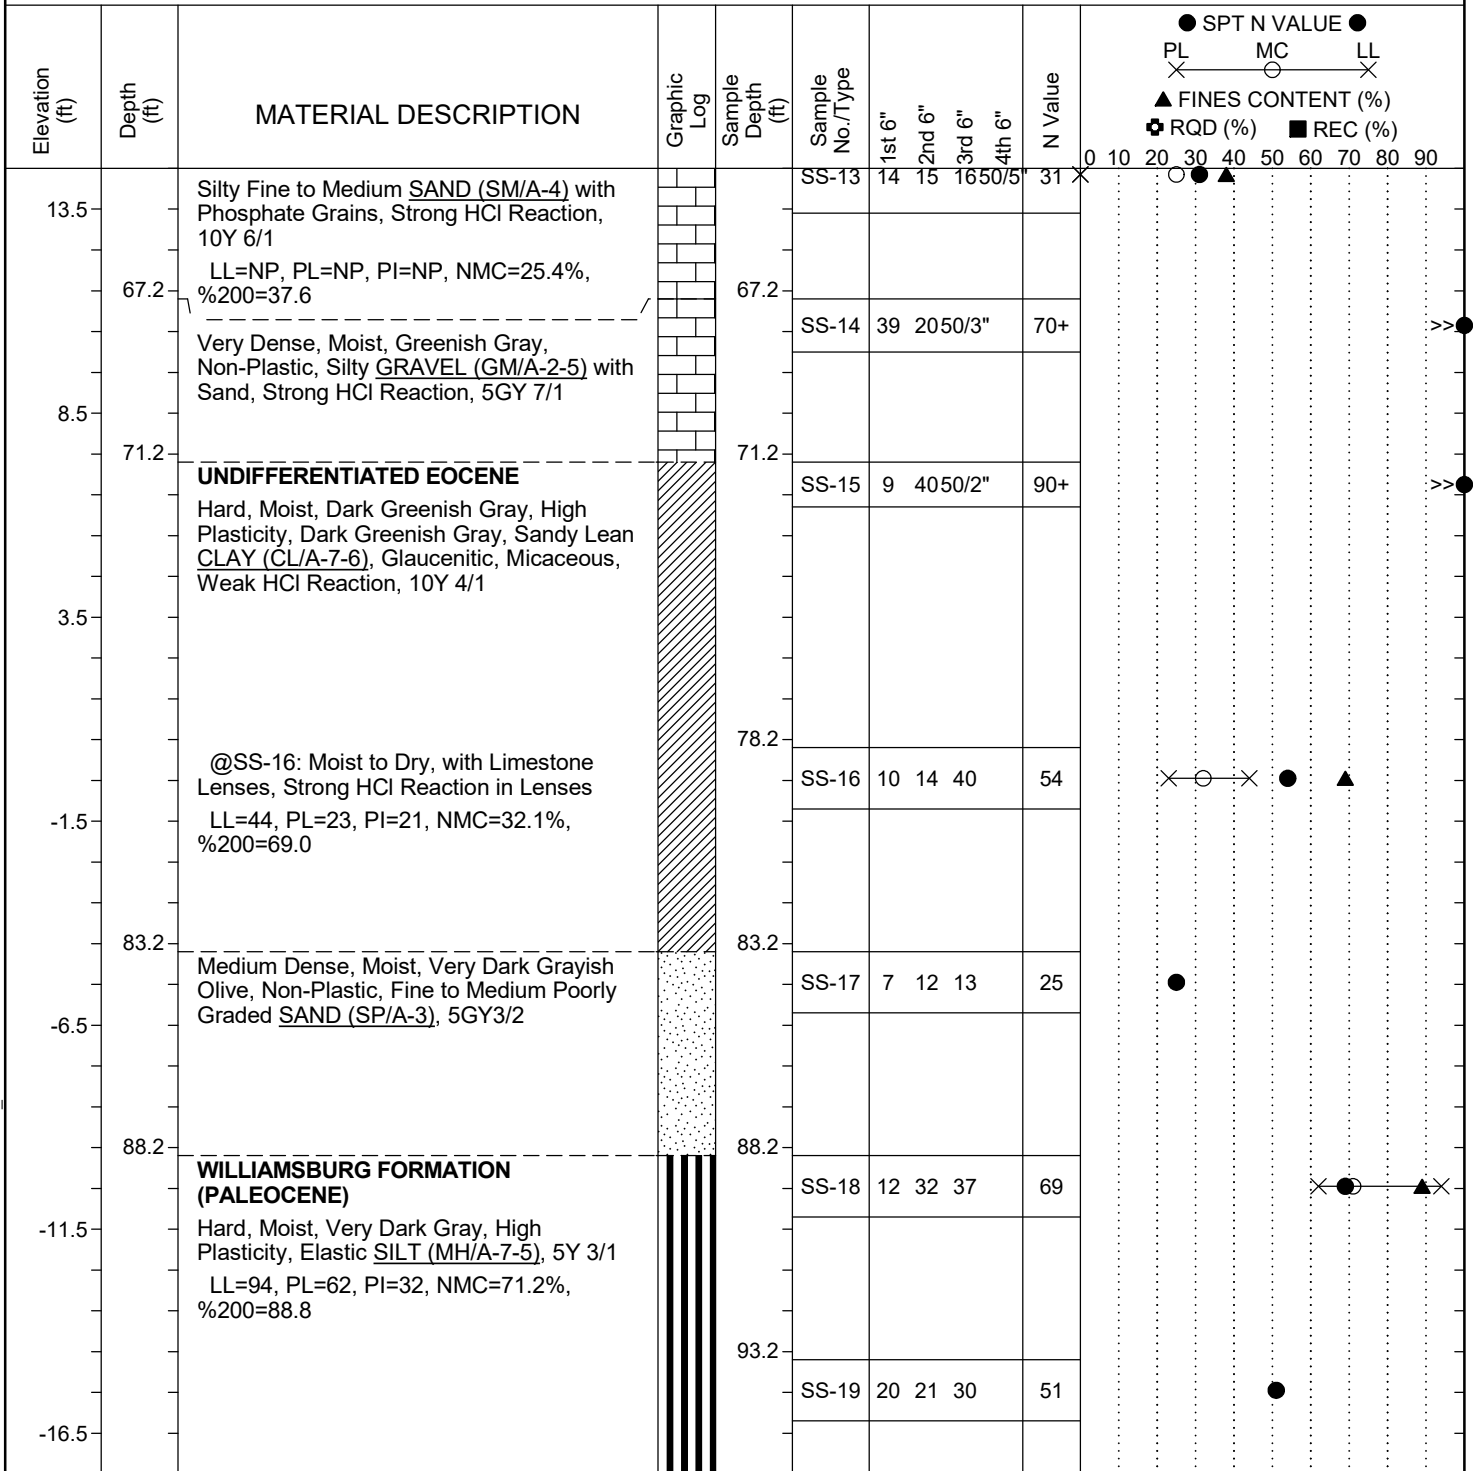 Elevation (ft)
Depth (ft)
MATERIAL DESCRIPTION
Graphic Log
Sample Depth (ft)
Sample No./Type
1st 6"
2nd 6"
3rd 6"
4th 6"
N Value
SPT N VALUE
PL MC LL
FINES CONTENT (%)
RQD (%) REC (%)
0 10 20 30 40 50 60 70 80 90
SS-13 14 15 16 50/5" 31
Silty Fine to Medium SAND (SM/A-4) with
Phosphate Grains, Strong HCl Reaction,
10Y 6/1
13.5
LL=NP, PL=NP, PI=NP, NMC=25.4%,
%200=37.6
67.2 67.2
SS-14 39 20 50/3" 70+ >>
Very Dense, Moist, Greenish Gray,
Non-Plastic, Silty GRAVEL (GM/A-2-5) with
Sand, Strong HCl Reaction, 5GY 7/1
8.5
71.2 71.2
UNDIFFERENTIATED EOCENE
SS-15 9 40 50/2" 90+ >>
Hard, Moist, Dark Greenish Gray, High
Plasticity, Dark Greenish Gray, Sandy Lean
CLAY (CL/A-7-6), Glaucenitic, Micaceous,
Weak HCl Reaction, 10Y 4/1
3.5
78.2
@SS-16: Moist to Dry, with Limestone
Lenses, Strong HCl Reaction in Lenses
SS-16 10 14 40 54
LL=44, PL=23, PI=21, NMC=32.1%,
%200=69.0
-1.5
83.2 83.2
Medium Dense, Moist, Very Dark Grayish
Olive, Non-Plastic, Fine to Medium Poorly
Graded SAND (SP/A-3), 5GY3/2
SS-17 7 12 13 25
-6.5
88.2 88.2
WILLIAMSBURG FORMATION
(PALEOCENE)
SS-18 12 32 37 69
Hard, Moist, Very Dark Gray, High
Plasticity, Elastic SILT (MH/A-7-5), 5Y 3/1
-11.5
LL=94, PL=62, PI=32, NMC=71.2%,
%200=88.8
93.2
SS-19 20 21 30 51
-16.5